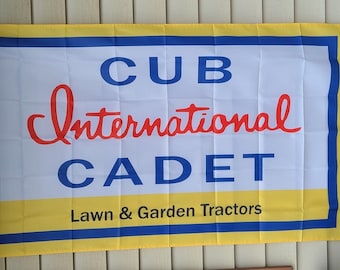 CUB
International
CADET
Lawn & Garden Tractors